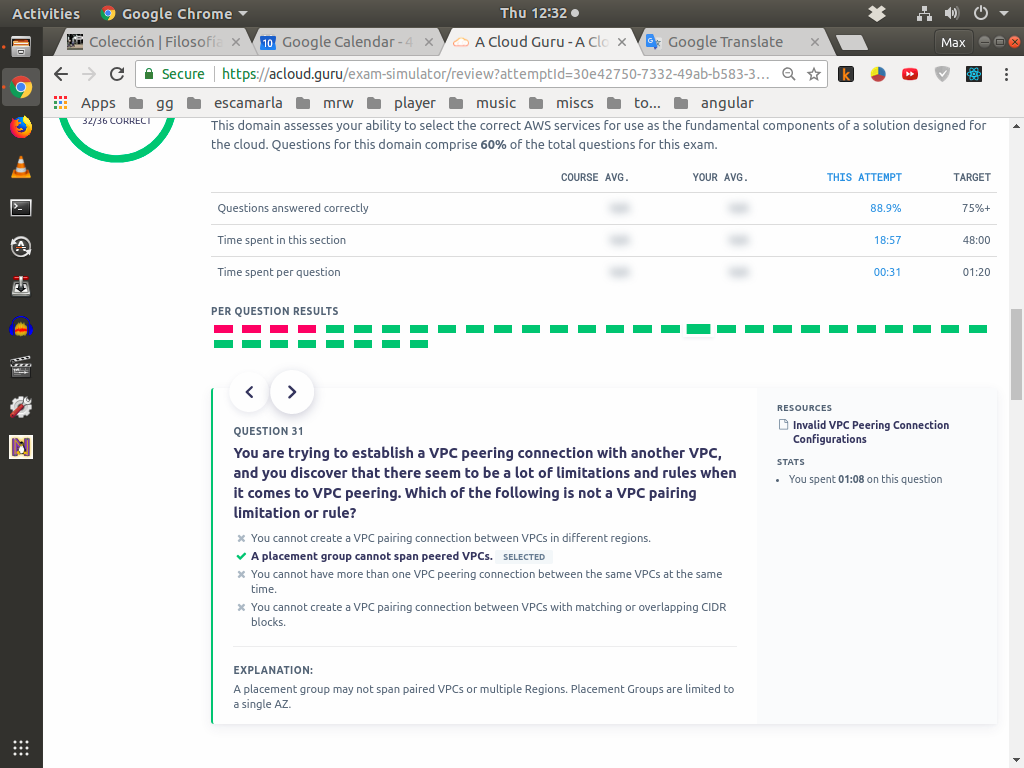 Activities Google Chrome Thu 12:32
Colección | Filosofía Google Calendar - 4 A Cloud Guru - A Clo Google Translate Max
Secure https://acloud.guru/exam-simulator/review?attemptId=30e42750-7332-49ab-b583-3...
Apps gg escamarla mrw player music miscs to... angular
32/36 CORRECT
This domain assesses your ability to select the correct AWS services for use as the fundamental components of a solution designed for
the cloud. Questions for this domain comprise 60% of the total questions for this exam.
COURSE AVG. YOUR AVG. THIS ATTEMPT TARGET
Questions answered correctly 88.9% 75%+
Time spent in this section 18:57 48:00
Time spent per question 00:31 01:20
PER QUESTION RESULTS
QUESTION 31
You are trying to establish a VPC peering connection with another VPC,
and you discover that there seem to be a lot of limitations and rules when
it comes to VPC peering. Which of the following is not a VPC pairing
limitation or rule?
You cannot create a VPC pairing connection between VPCs in different regions.
A placement group cannot span peered VPCs. SELECTED
You cannot have more than one VPC peering connection between the same VPCs at the same
time.
You cannot create a VPC pairing connection between VPCs with matching or overlapping CIDR
blocks.
EXPLANATION:
A placement group may not span paired VPCs or multiple Regions. Placement Groups are limited to
a single AZ.
RESOURCES
Invalid VPC Peering Connection
Configurations
STATS
You spent 01:08 on this question